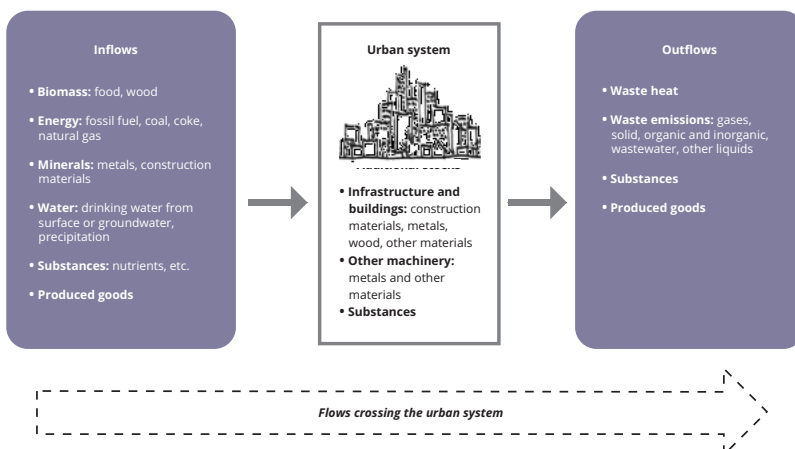 Inflows
• Biomass: food, wood
• Energy: fossil fuel, coal, coke,
natural gas
• Minerals: metals, construction
materials
• Water: drinking water from
surface or groundwater,
precipitation
• Substances: nutrients, etc.
• Produced goods
Urban system
• Infrastructure and
buildings: construction
materials, metals,
wood, other materials
• Other machinery:
metals and other
materials
• Substances
Outflows
• Waste heat
• Waste emissions: gases,
solid, organic and inorganic,
wastewater, other liquids
• Substances
• Produced goods
Flows crossing the urban system